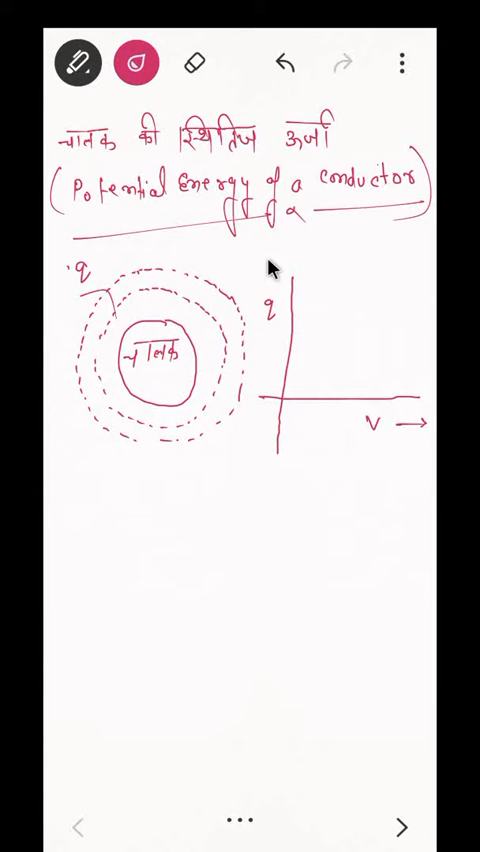 चालक की स्थितिज ऊर्जा
(Potential Energy of a conductor)
q
q
चालक
V →